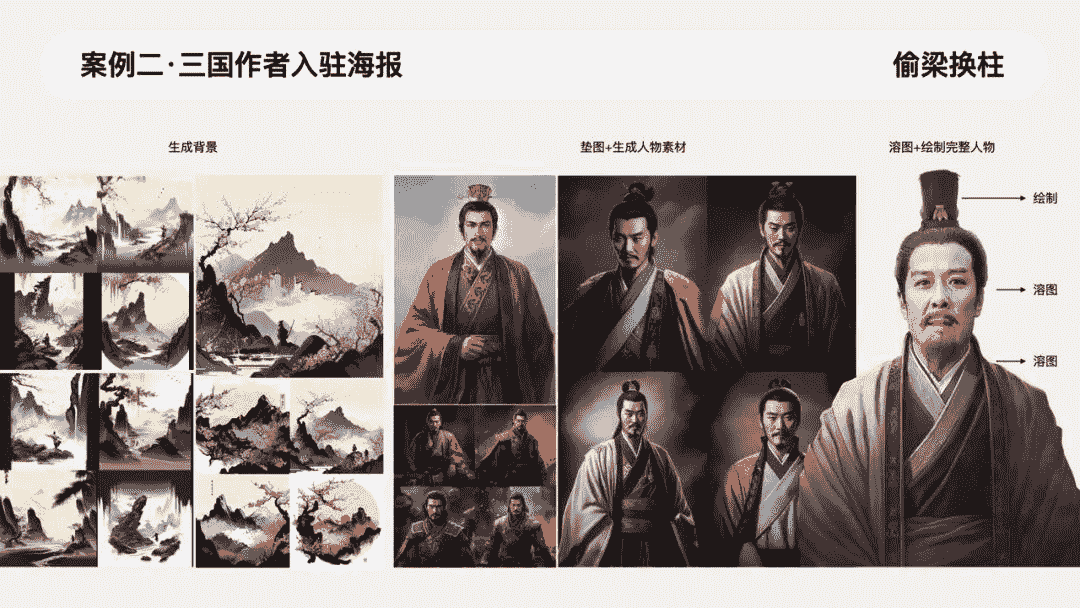 案例二·三国作者入驻海报
偷梁换柱
生成背景
垫图+生成人物素材
溶图+绘制完整人物
绘制
溶图
溶图